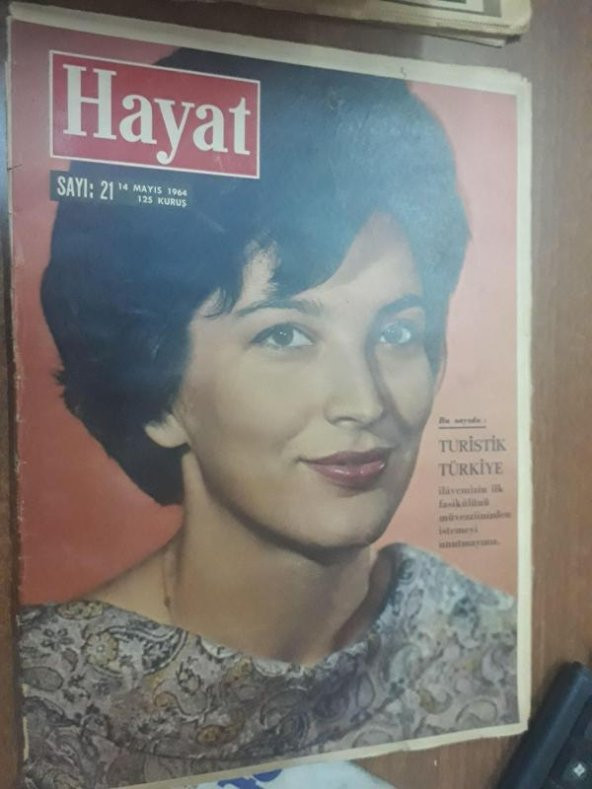 Hayat
SAYI: 21 14 MAYIS 1964
125 KURUŞ
Bu sayıda :
TURİSTİK
TÜRKİYE
ilâvemizin ilk
fasikülünü
müvezziinizden
istemeyi
unutmayınız.